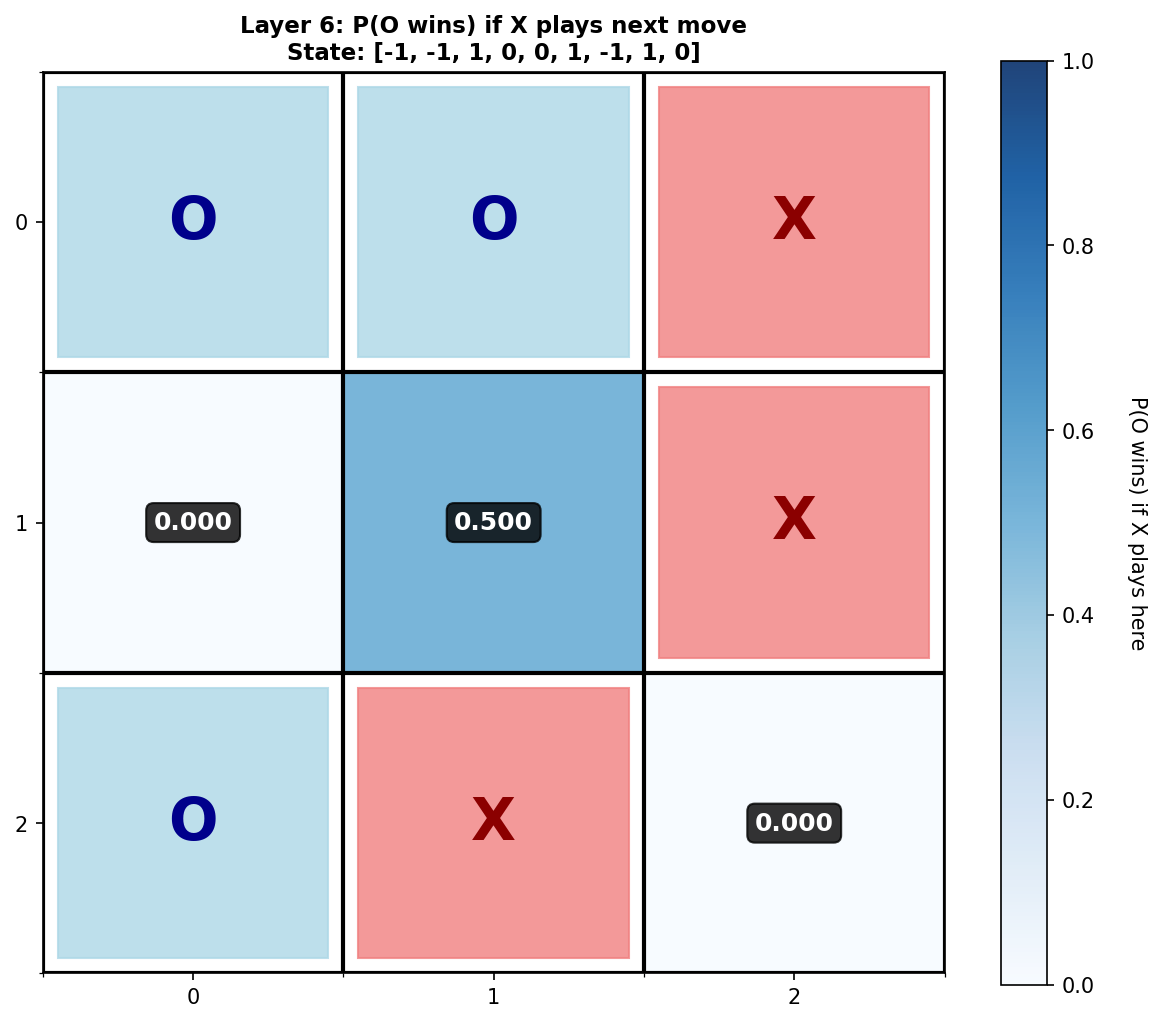 Layer 6: P(O wins) if X plays next move
State: [-1, -1, 1, 0, 0, 1, -1, 1, 0]
0
O
O
X
1
0.000
0.500
X
2
O
X
0.000
0
1
2
1.0
0.8
0.6
0.4
0.2
0.0
P(O wins) if X plays here